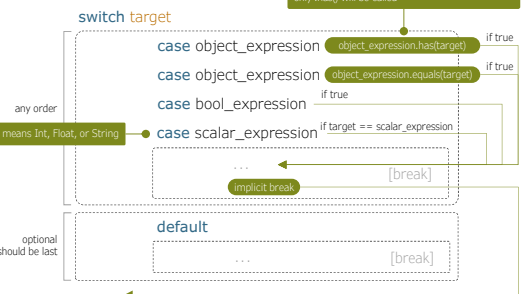 switch target
case object_expression object_expression.has(target) if true
case object_expression object_expression.equals(target) if true
any order
case bool_expression if true
means Int, Float, or String
case scalar_expression if target == scalar_expression
...
[break]
implicit break
default
optional
should be last
...
[break]